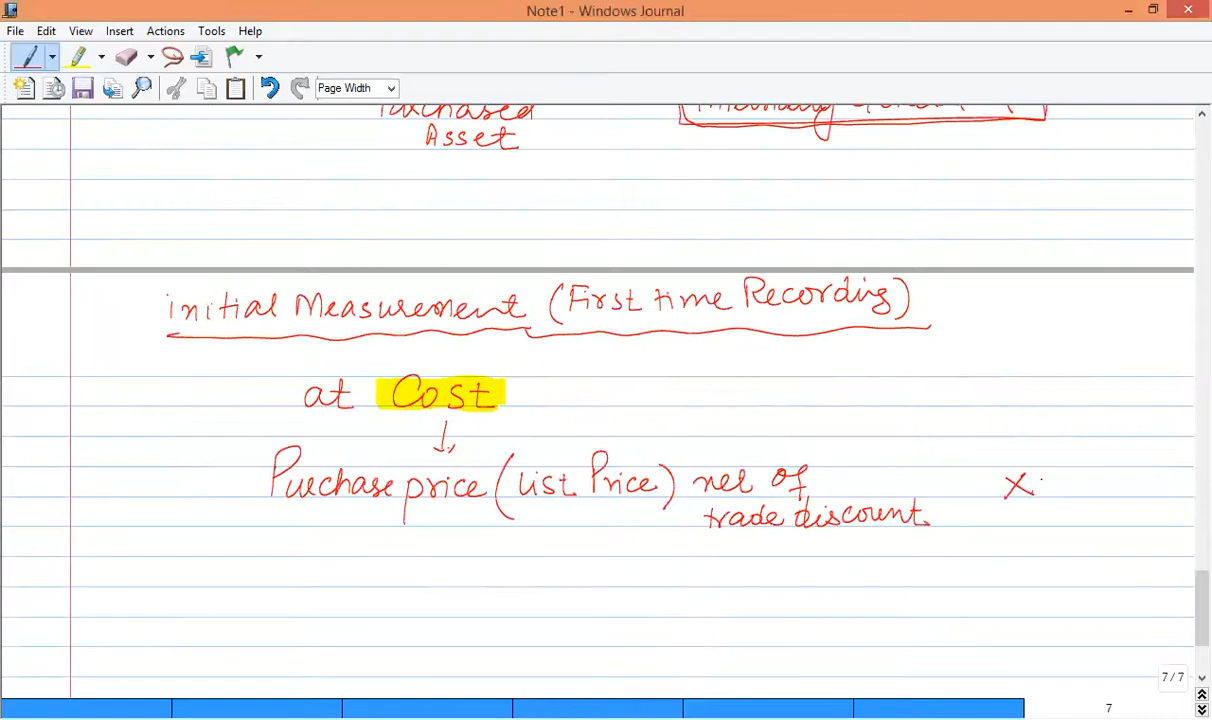 Note1 - Windows Journal
File Edit View Insert Actions Tools Help
Page Width
Purchased
Asset
initial Measurement (First time Recording)
at Cost
Purchase price (List Price) net of
trade discount
X
7 / 7
7